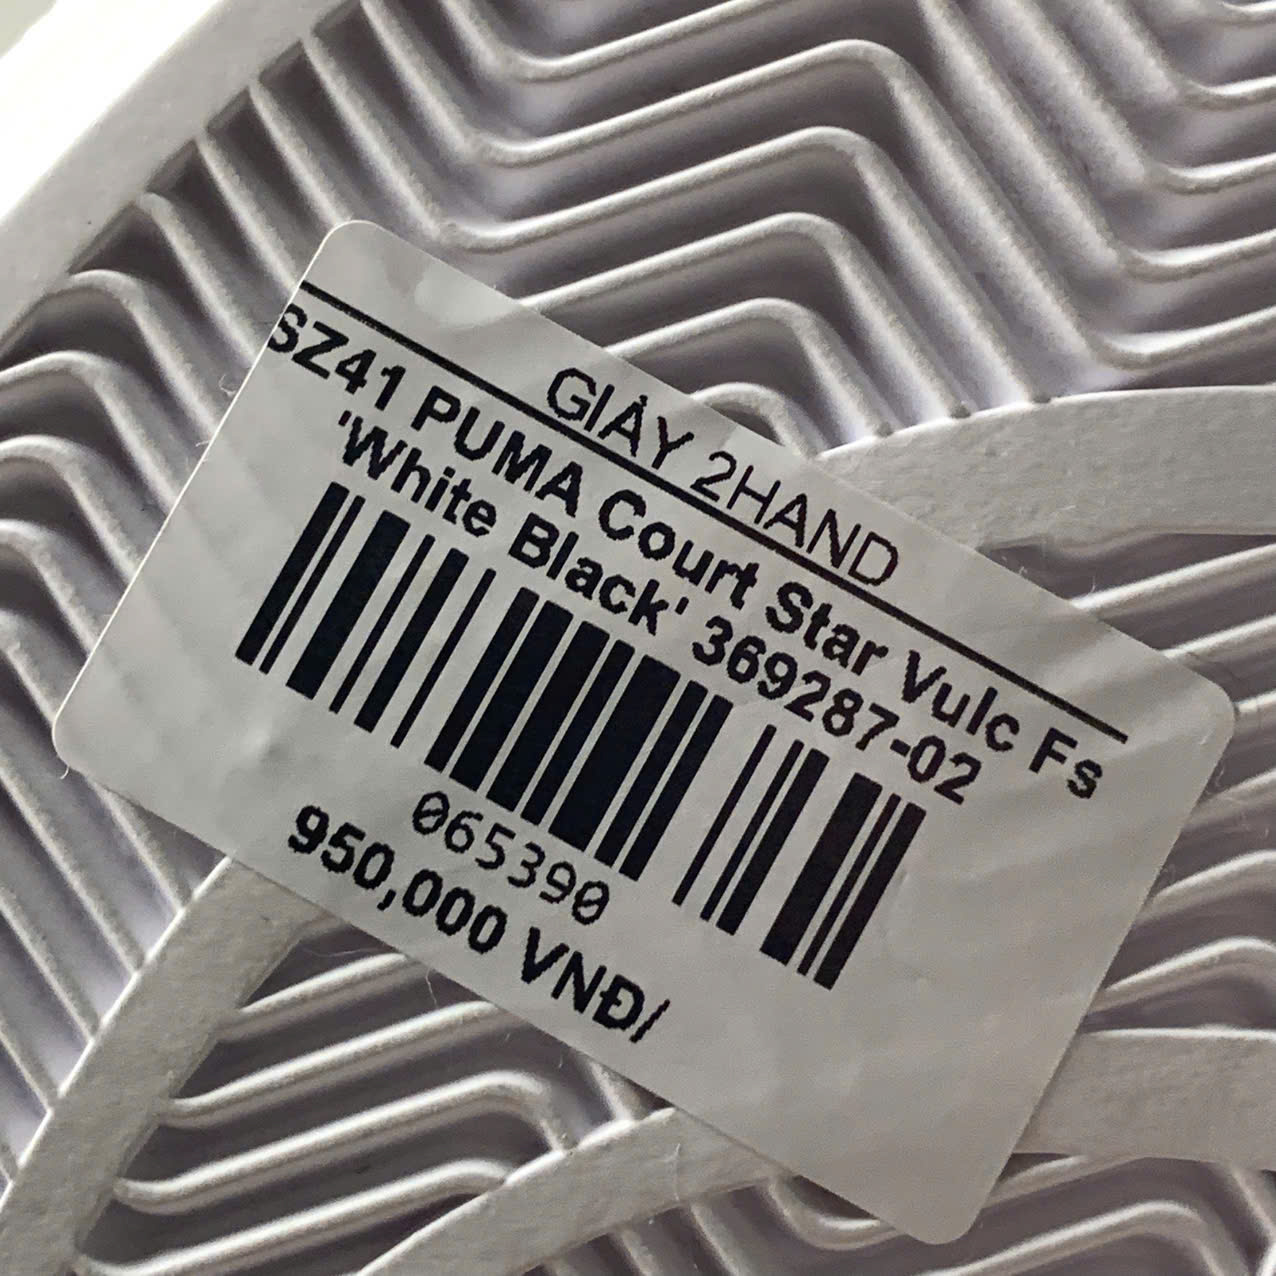 GIÀY 2HAND
SZ41 PUMA Court Star Vulc Fs
'White Black' 369287-02
065390
950,000 VNĐ/